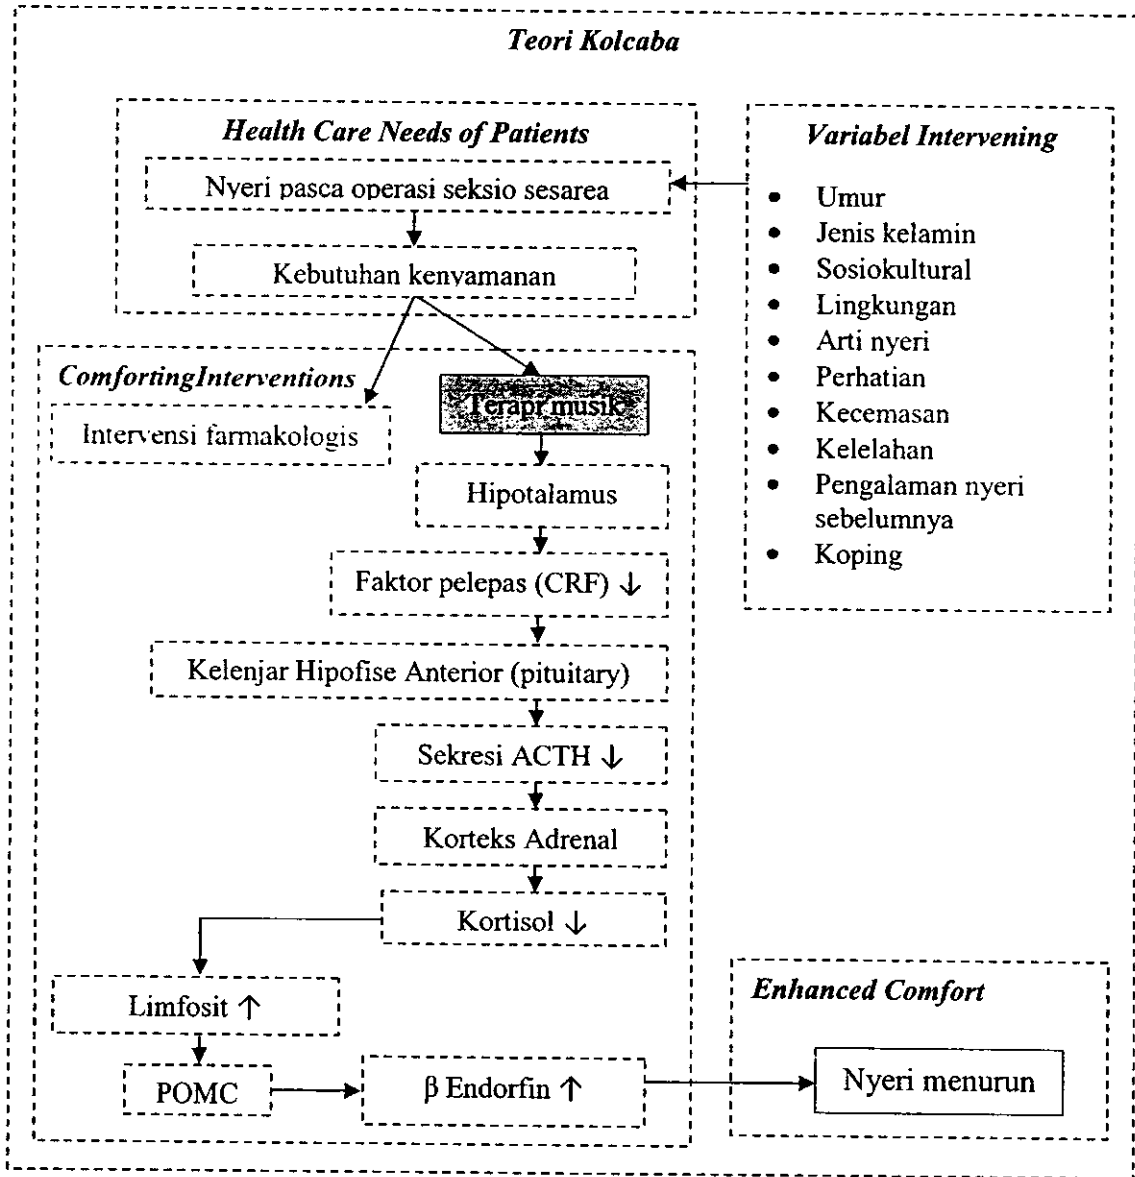 Teori Kolcaba
Health Care Needs of Patients
Nyeri pasca operasi seksio sesarea
Kebutuhan kenyamanan
Variabel Intervening
• Umur
• Jenis kelamin
• Sosiokultural
• Lingkungan
• Arti nyeri
• Perhatian
• Kecemasan
• Kelelahan
• Pengalaman nyeri
sebelumnya
• Koping
ComfortingInterventions
Intervensi farmakologis
Terapi musik
Hipotalamus
Faktor pelepas (CRF) ↓
Kelenjar Hipofise Anterior (pituitary)
Sekresi ACTH ↓
Korteks Adrenal
Kortisol ↓
Limfosit ↑
POMC
β Endorfin ↑
Enhanced Comfort
Nyeri menurun